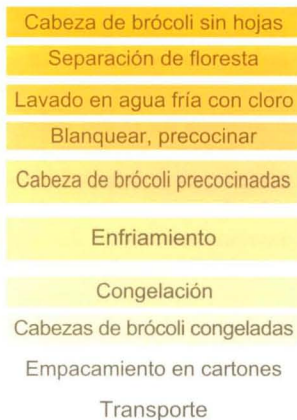 Cabeza de brócoli sin hojas
Separación de floresta
Lavado en agua fría con cloro
Blanquear, precocinar
Cabeza de brócoli precocinadas
Enfriamiento
Congelación
Cabezas de brócoli congeladas
Empacamiento en cartones
Transporte